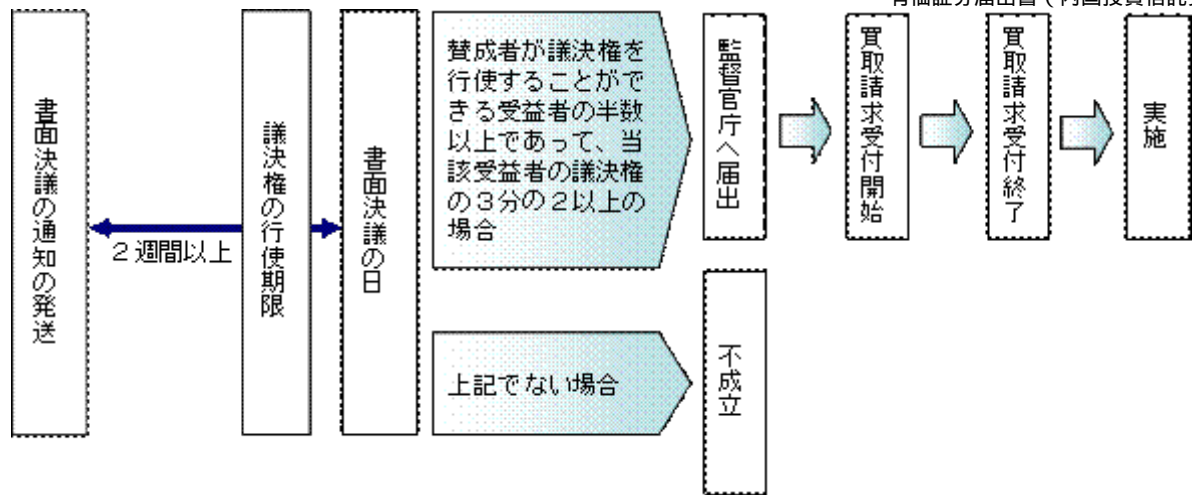 書面決議の通知の発送
2週間以上
議決権の行使期限
書面決議の日
賛成者が議決権を
行使することがで
きる受益者の半数
以上であって、当
該受益者の議決権
の3分の2以上の
場合
監督官庁へ届出
買取請求受付開始
買取請求受付終了
実施
上記でない場合
不成立